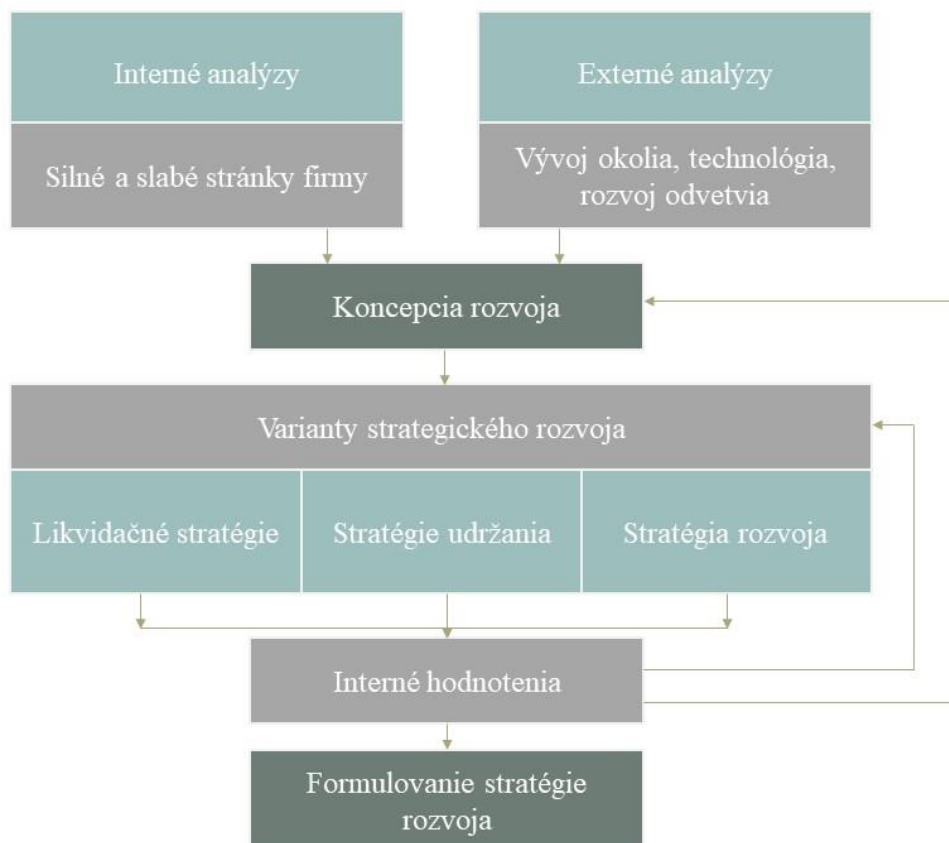 Interné analýzy
Externé analýzy
Silné a slabé stránky firmy
Vývoj okolia, technológia,
rozvoj odvetvia
Koncepcia rozvoja
Varianty strategického rozvoja
Likvidačné stratégie
Stratégie udržania
Stratégia rozvoja
Interné hodnotenia
Formulovanie stratégie
rozvoja